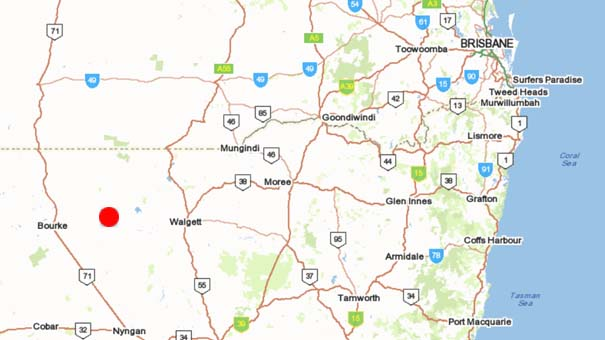 54
A3
71
17
61
A5
BRISBANE
Toowoomba
A55
49
49
49
A39
15
90
Surfers Paradise
42
Tweed Heads
13
Murwillumbah
85
46
Goondiwindi
1
Lismore
Mungindi
46
44
1
Coral
Sea
91
15
38
Moree
38
Glen Innes
Grafton
Bourke
Walgett
95
Coffs Harbour
Armidale
78
71
37
55
Tamworth
34
Tasman
Sea
39
15
Port Macquarie
Cobar
32
Nyngan
34